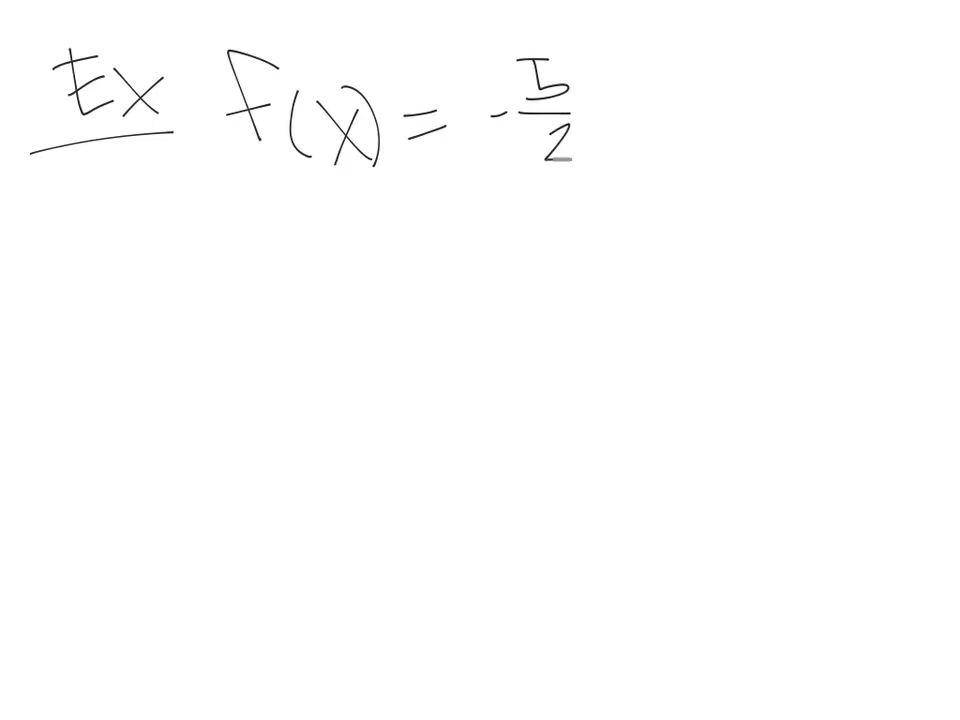 Ex F(x) = -5/2